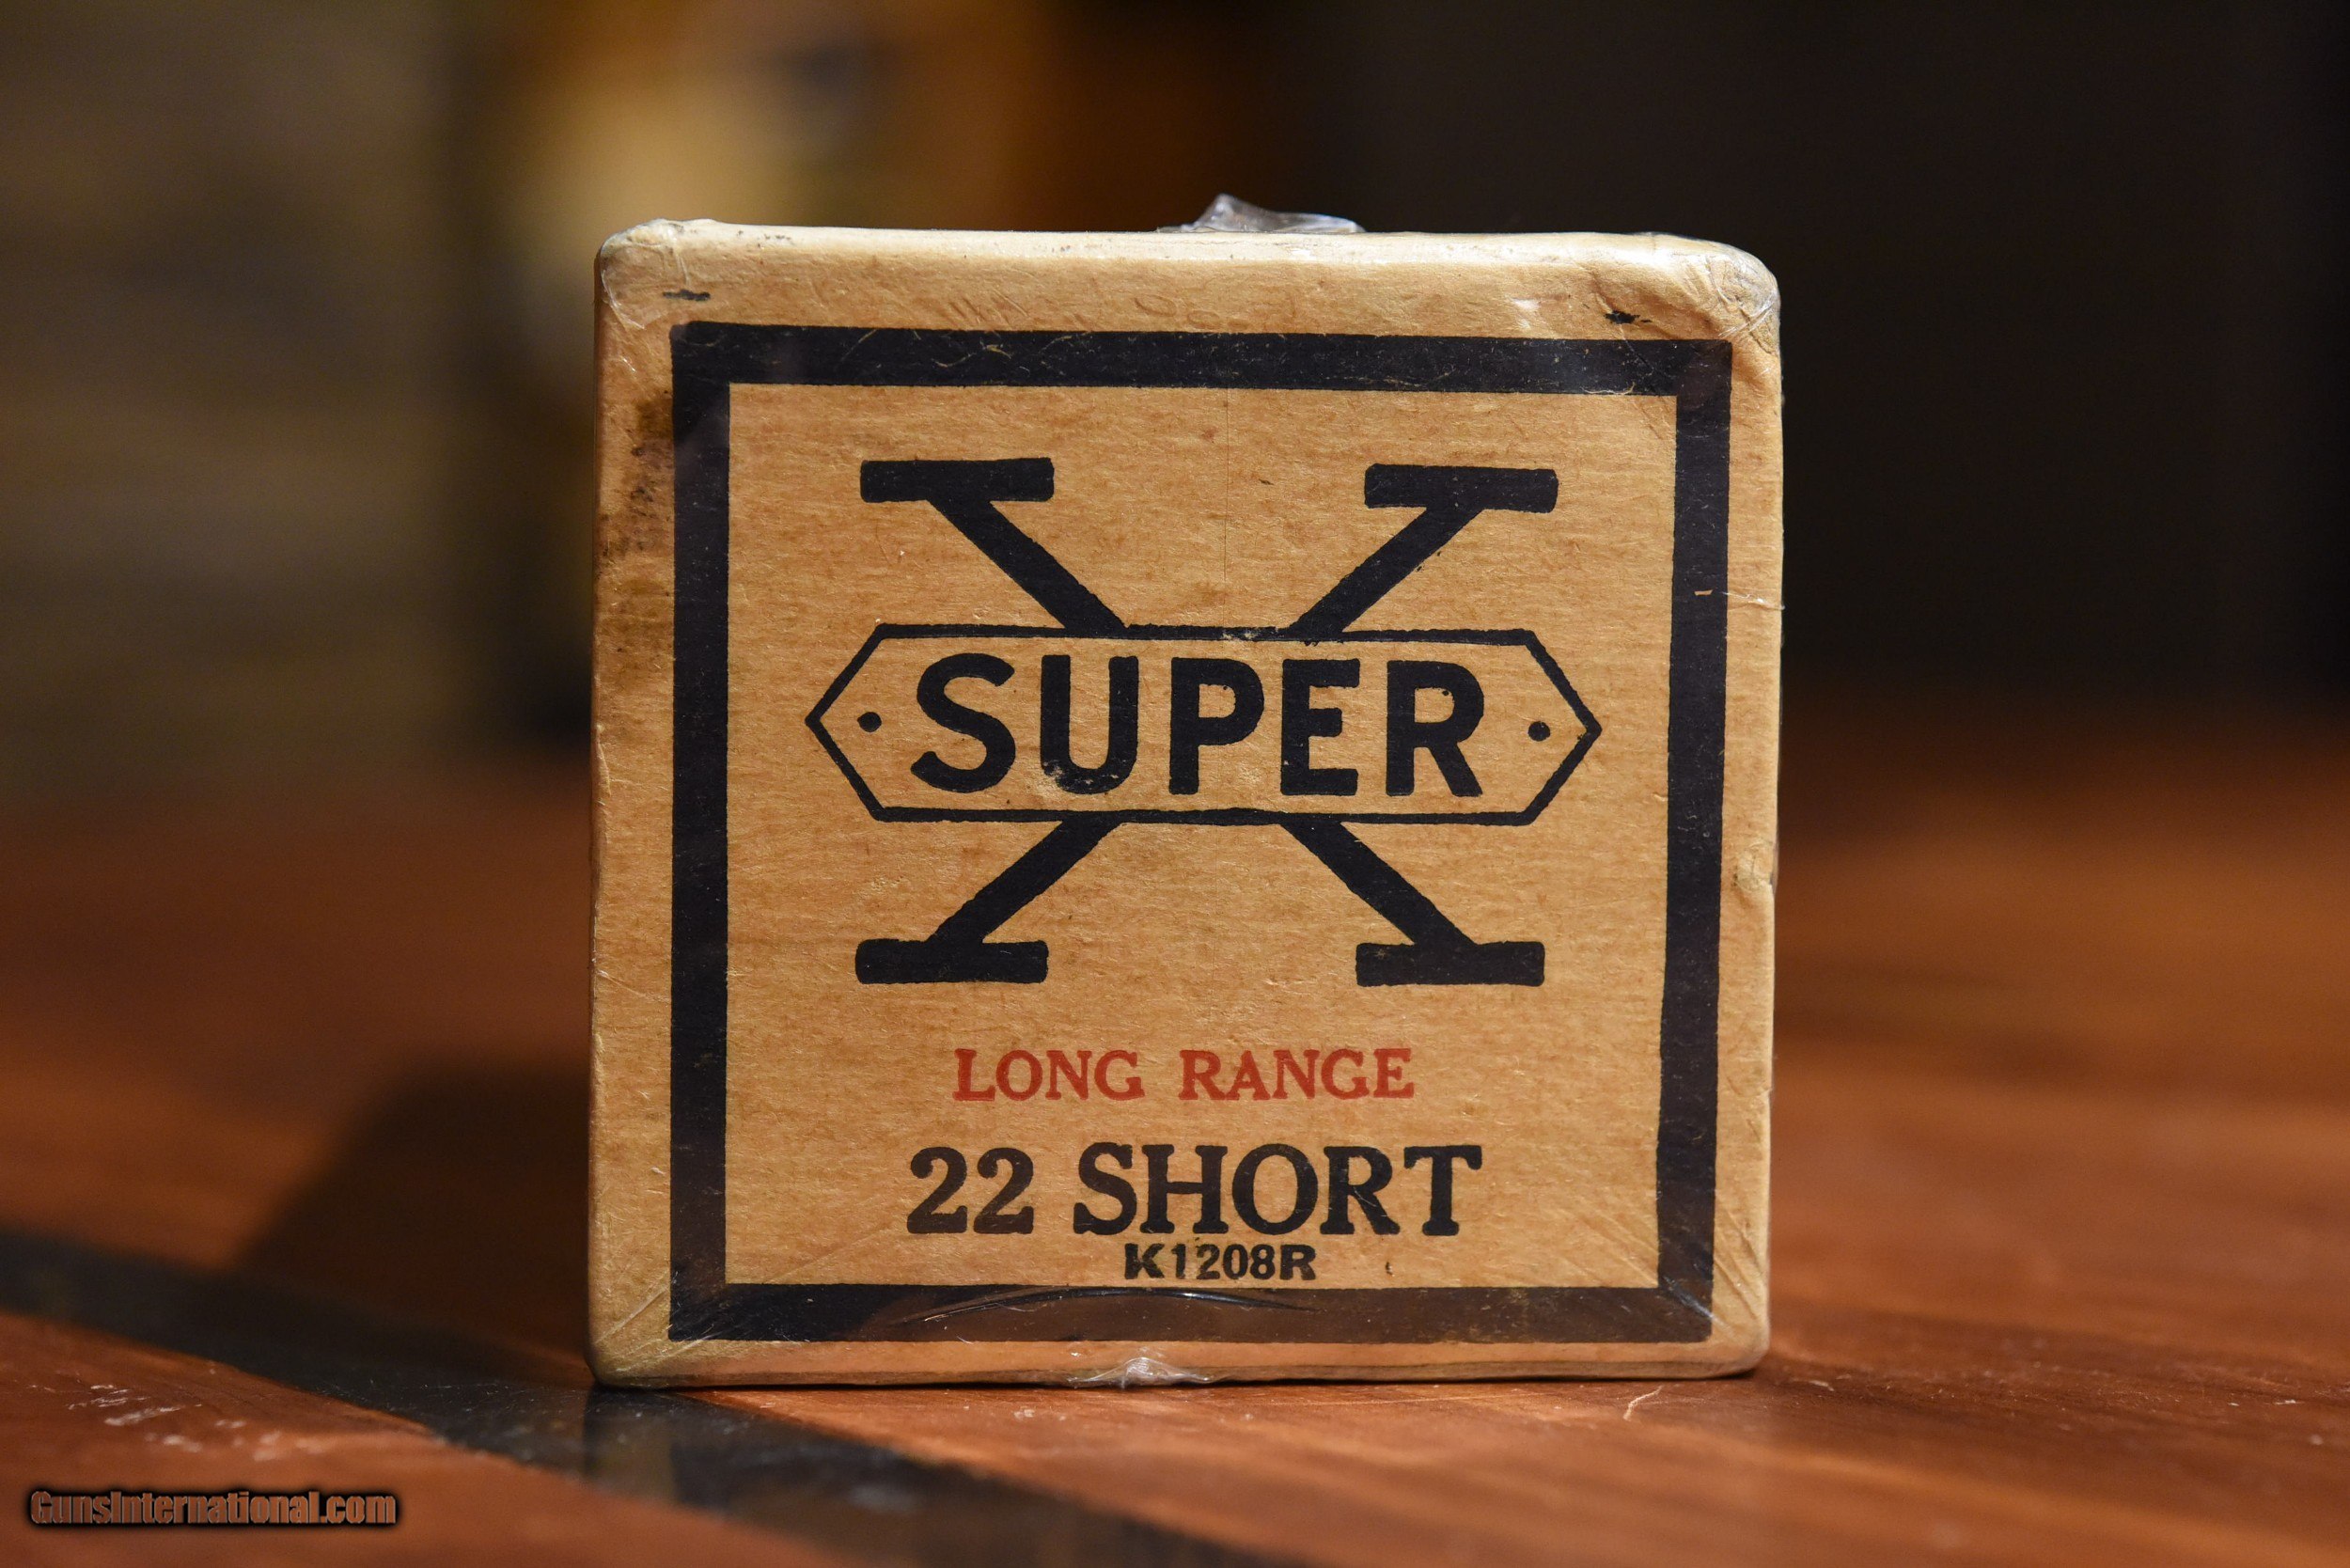 X
SUPER
LONG RANGE
22 SHORT
K1208R
GunsInternational.com